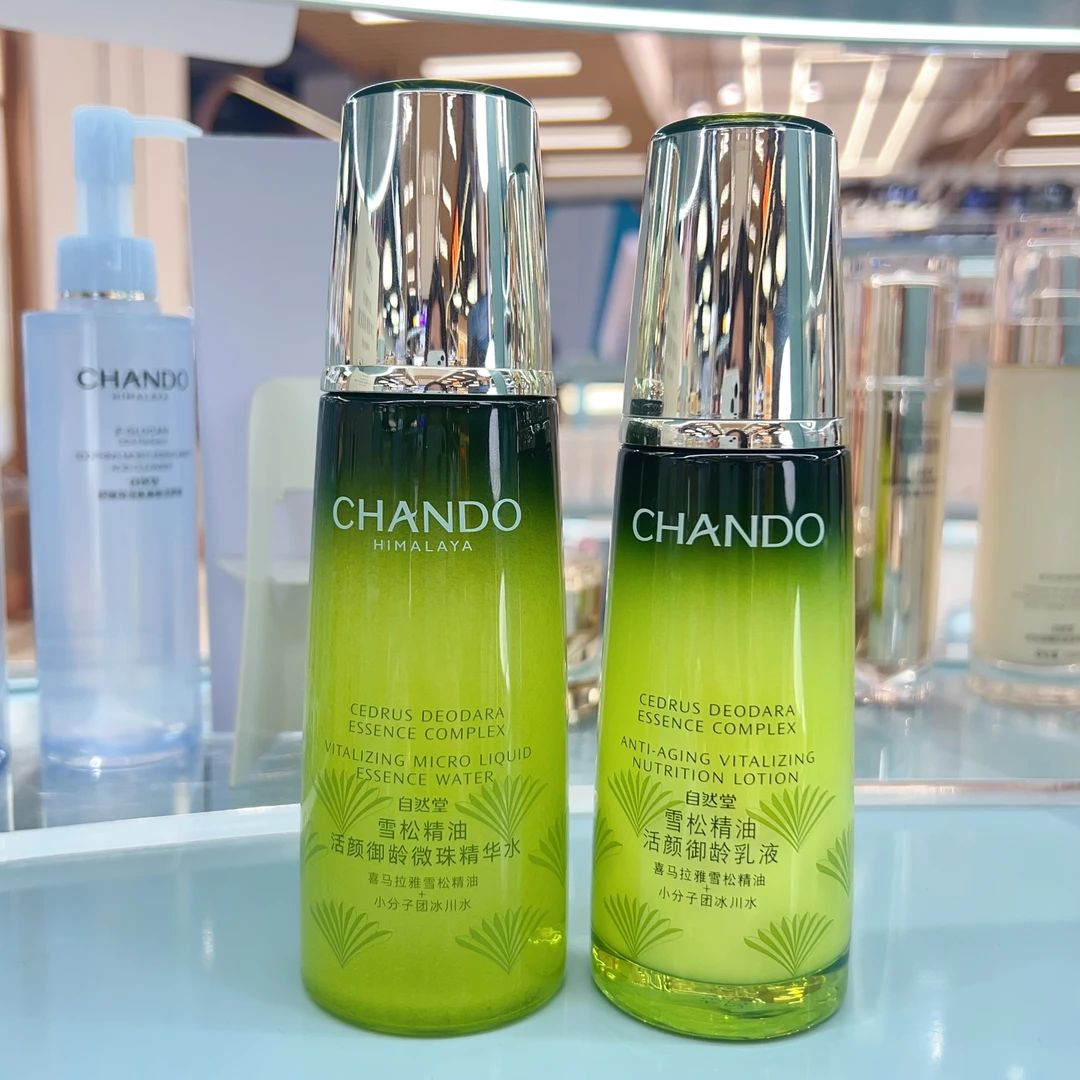 CHANDO
HIMALAYA
CHANDO
HIMALAYA
CEDRUS DEODARA
ESSENCE COMPLEX
VITALIZING MICRO LIQUID
ESSENCE WATER
自然堂
雪松精油
活颜御龄微珠精华水
喜马拉雅雪松精油
+
小分子团冰川水
CHANDO
CEDRUS DEODARA
ESSENCE COMPLEX
ANTI-AGING VITALIZING
NUTRITION LOTION
自然堂
雪松精油
活颜御龄乳液
喜马拉雅雪松精油
+
小分子团冰川水